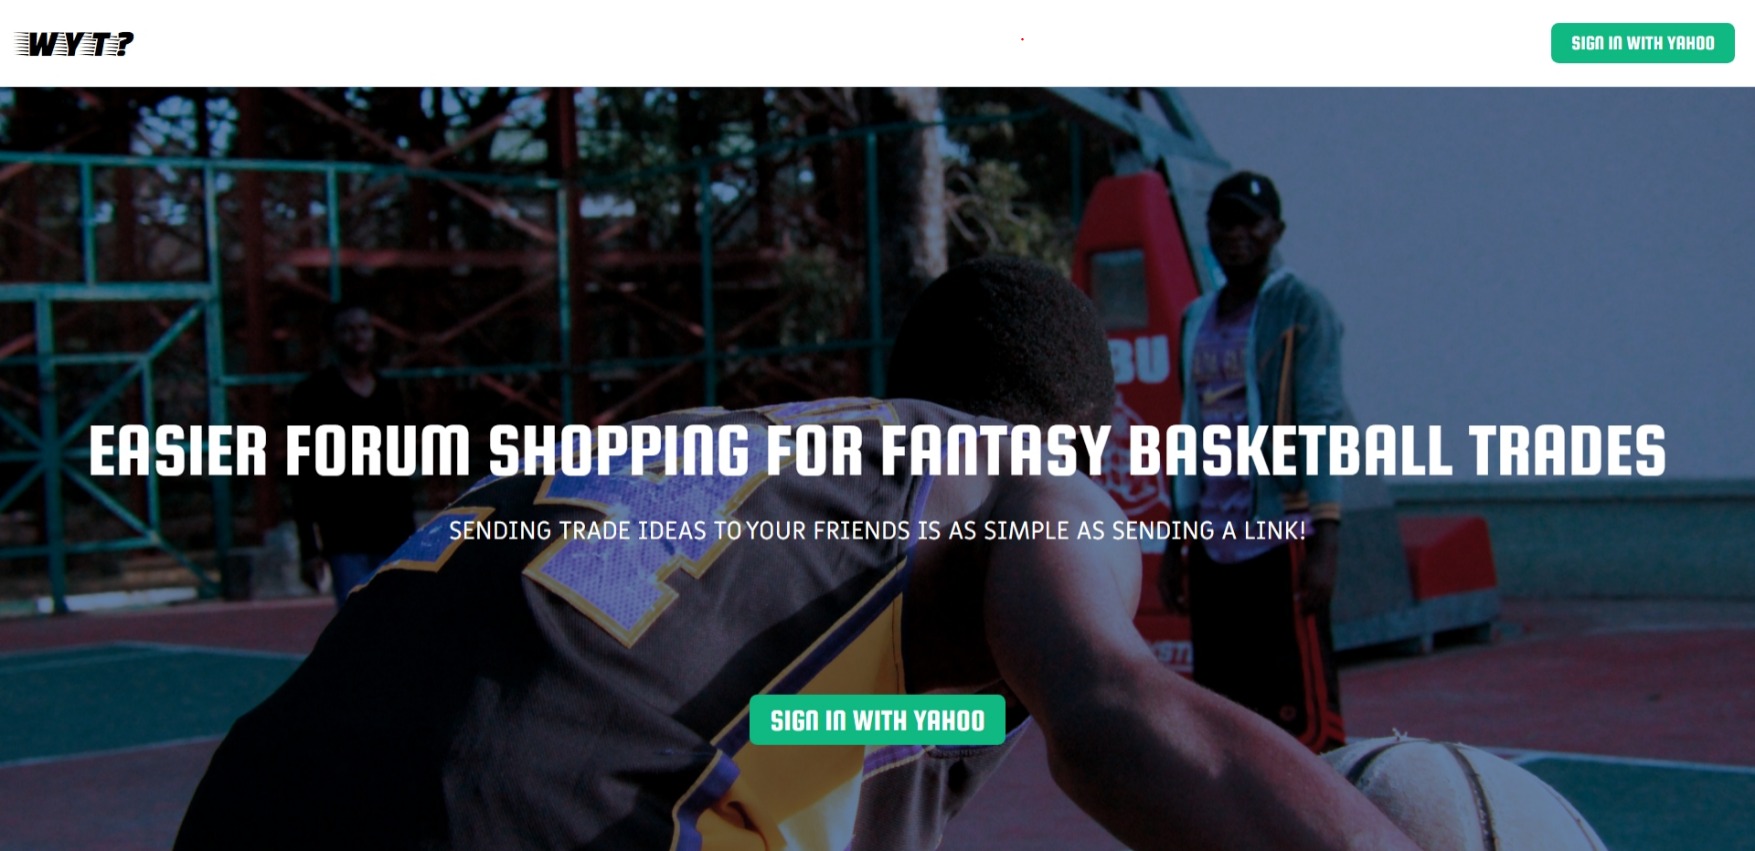 WYT?
SIGN IN WITH YAHOO
BU
EASIER FORUM SHOPPING FOR FANTASY BASKETBALL TRADES
SENDING TRADE IDEAS TO YOUR FRIENDS IS AS SIMPLE AS SENDING A LINK!
SIGN IN WITH YAHOO